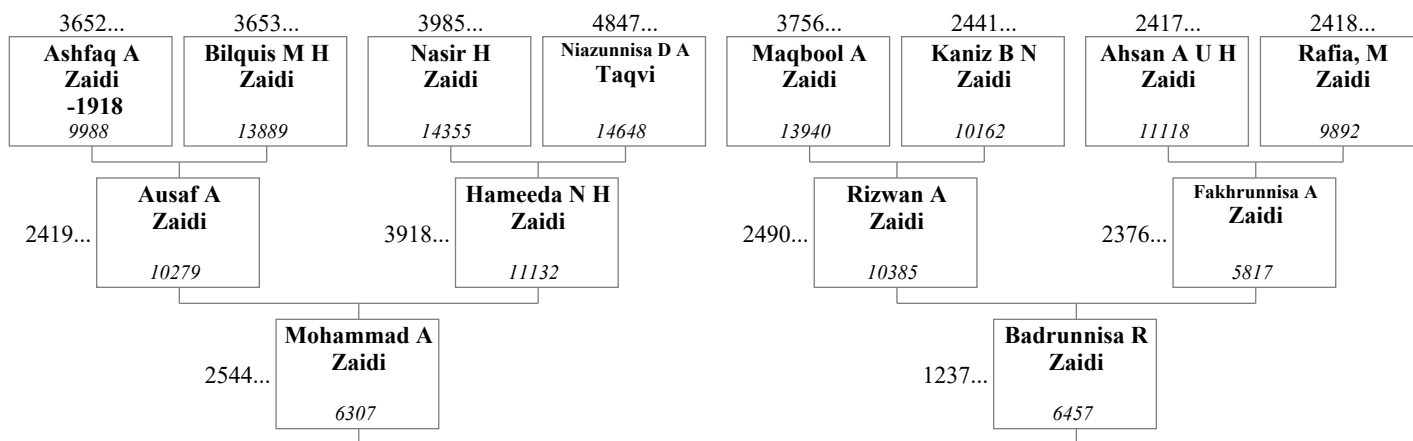 3652... 3653... 3985... 4847... 3756... 2441... 2417... 2418...
Ashfaq A
Zaidi
-1918
9988
Bilquis M H
Zaidi
13889
Nasir H
Zaidi
14355
Niazunnisa D A
Taqvi
14648
Maqbool A
Zaidi
13940
Kaniz B N
Zaidi
10162
Ahsan A U H
Zaidi
11118
Rafia, M
Zaidi
9892
2419...
Ausaf A
Zaidi
10279
3918...
Hameeda N H
Zaidi
11132
2490...
Rizwan A
Zaidi
10385
2376...
Fakhrunnisa A
Zaidi
5817
2544...
Mohammad A
Zaidi
6307
1237...
Badrunnisa R
Zaidi
6457